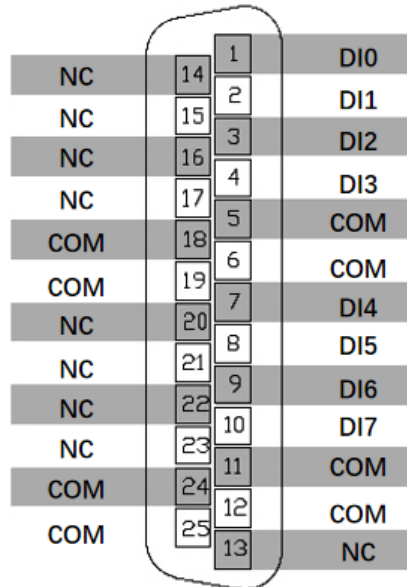 1 DI0
NC 14
2 DI1
NC 15
3 DI2
NC 16
4 DI3
NC 17
5 COM
COM 18
6 COM
COM 19
7 DI4
NC 20
8 DI5
NC 21
9 DI6
NC 22
10 DI7
NC 23
11 COM
COM 24
12 COM
COM 25
13 NC